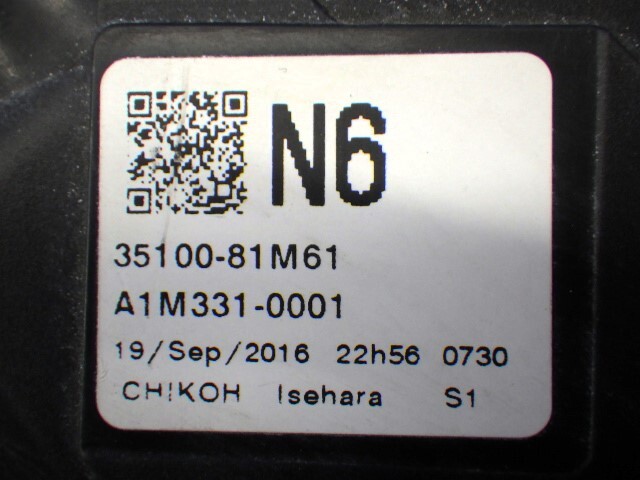 N6
35100-81M61
A1M331-0001
19/Sep/2016 22h56 0730
CHIKOH Isehara S1